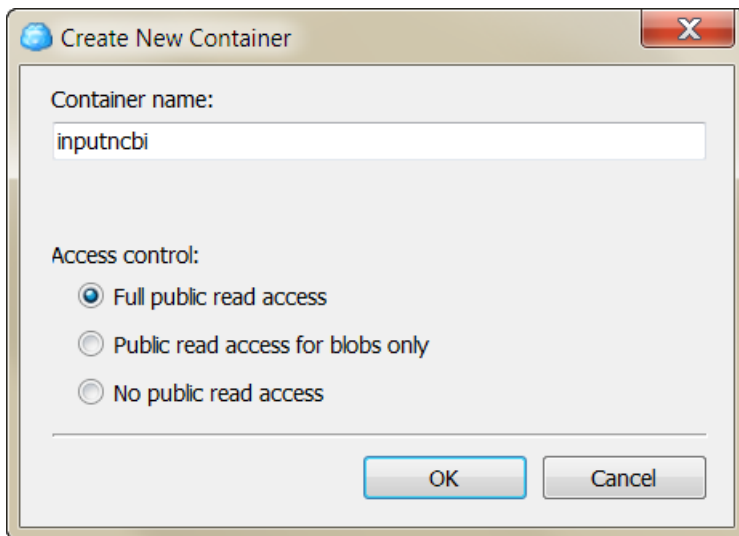 Create New Container
Container name:
inputncbi
Access control:
Full public read access
Public read access for blobs only
No public read access
OK
Cancel